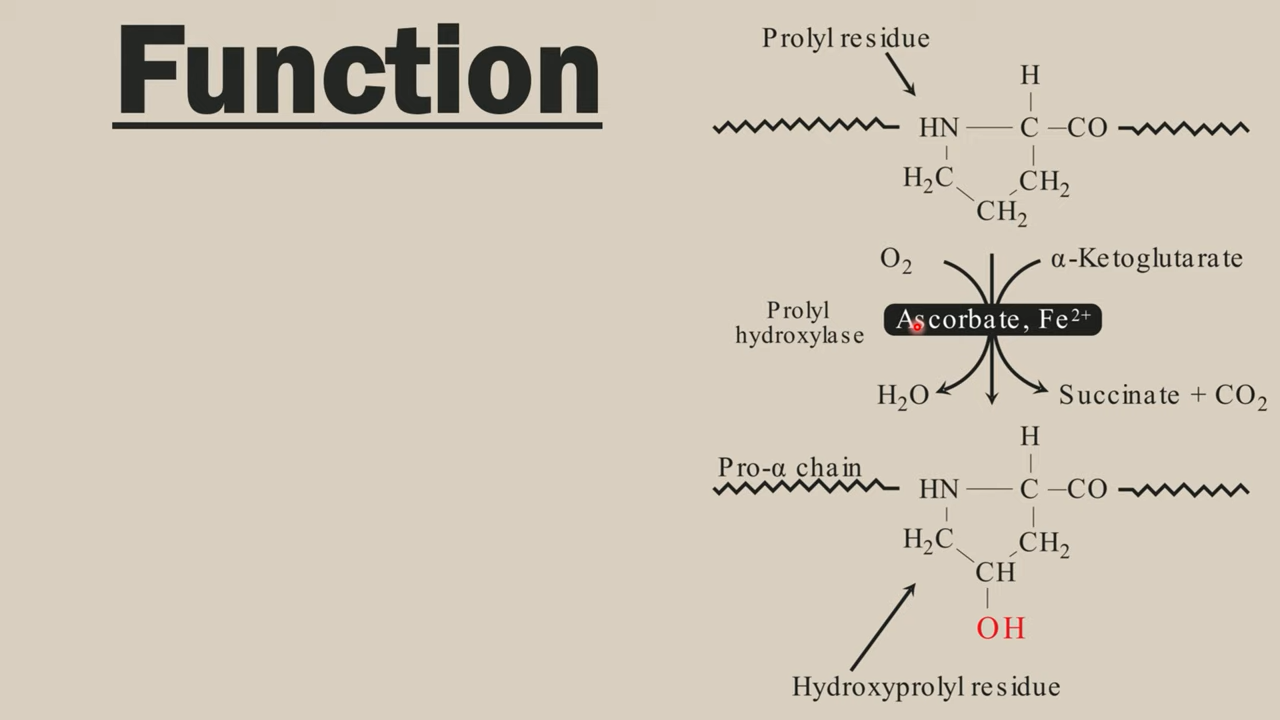 Function
Prolyl residue
H
HN C –CO
H₂C CH₂
CH₂
O₂ α-Ketoglutarate
Prolyl
hydroxylase
Ascorbate, Fe²⁺
H₂O Succinate + CO₂
H
Pro-α chain
HN C –CO
H₂C CH₂
CH
OH
Hydroxyprolyl residue